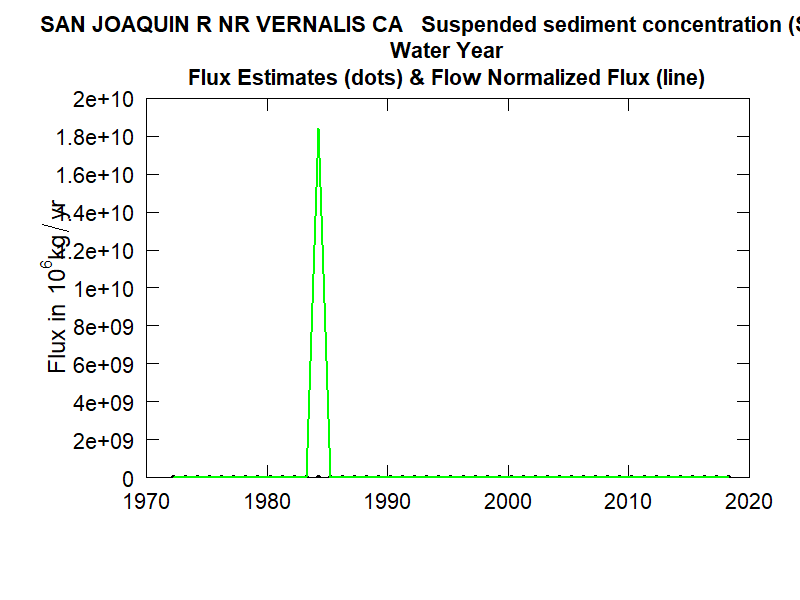 SAN JOAQUIN R NR VERNALIS CA   Suspended sediment concentration (S
Water Year
Flux Estimates (dots) & Flow Normalized Flux (line)
2e+10
1.8e+10
1.6e+10
1.4e+10
1.2e+10
1e+10
8e+09
6e+09
4e+09
2e+09
0
Flux in 10⁶kg/yr
1970 1980 1990 2000 2010 2020